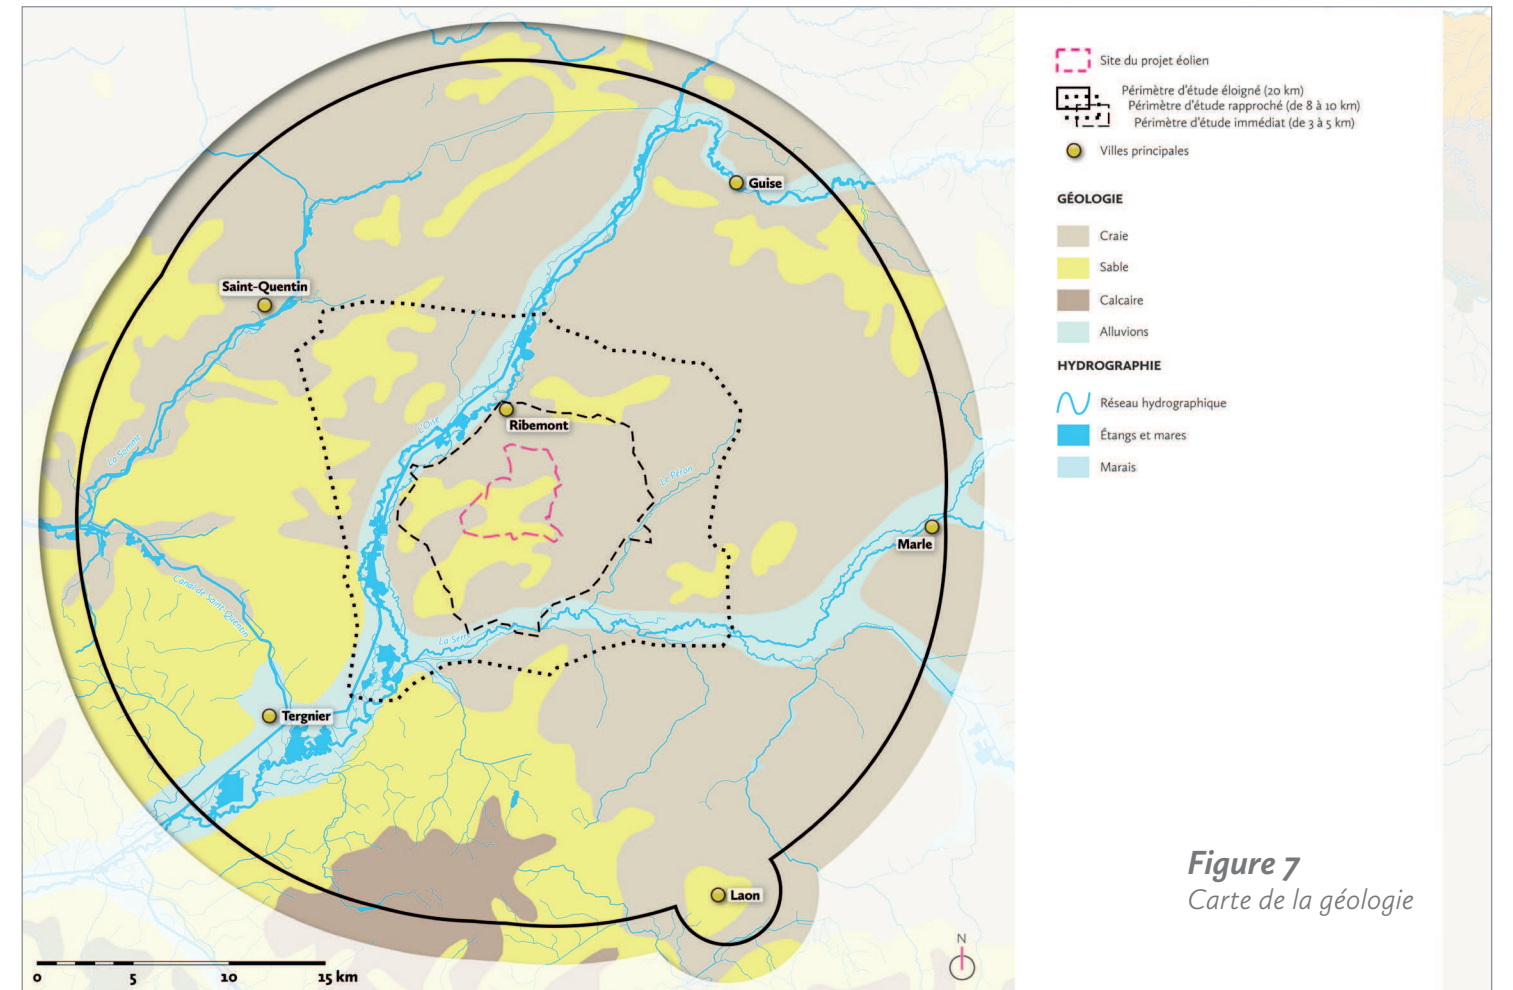 Guise
Saint-Quentin
L'Oise
Ribemont
La Somme
Le Péron
Marle
Canal de Saint-Quentin
La Serre
Tergnier
Laon
0 5 10 15 km
N
Site du projet éolien
Périmètre d'étude éloigné (20 km)
Périmètre d'étude rapproché (de 8 à 10 km)
Périmètre d'étude immédiat (de 3 à 5 km)
Villes principales
GÉOLOGIE
Craie
Sable
Calcaire
Alluvions
HYDROGRAPHIE
Réseau hydrographique
Étangs et mares
Marais
Figure 7
Carte de la géologie